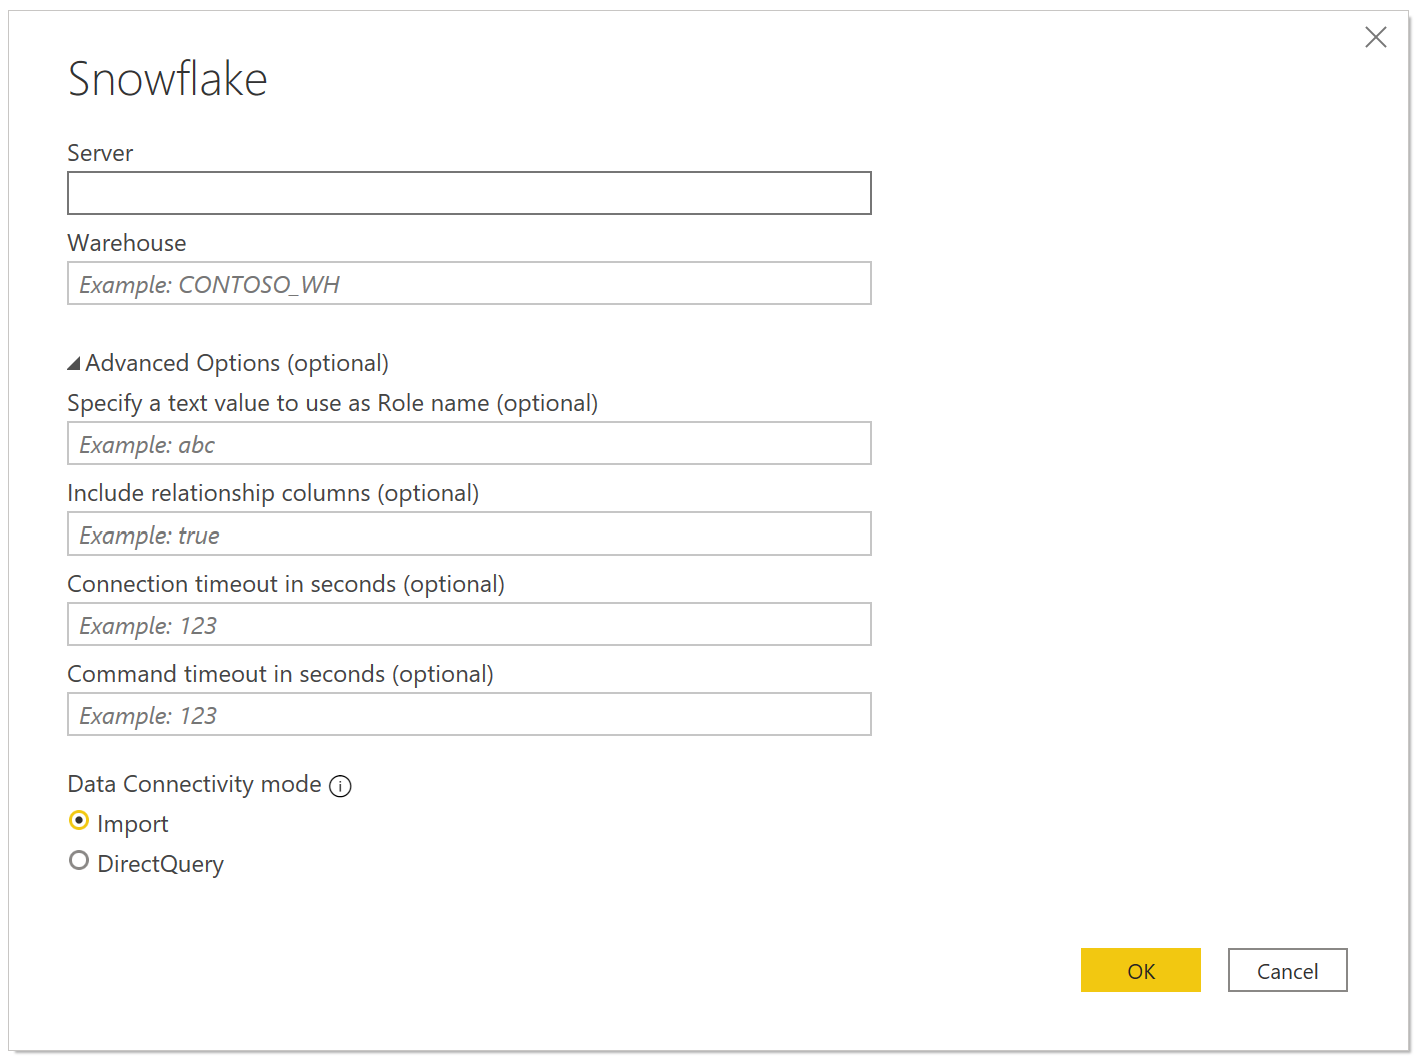 Snowflake
Server
Warehouse
Example: CONTOSO_WH
Advanced Options (optional)
Specify a text value to use as Role name (optional)
Example: abc
Include relationship columns (optional)
Example: true
Connection timeout in seconds (optional)
Example: 123
Command timeout in seconds (optional)
Example: 123
Data Connectivity mode
Import
DirectQuery
OK
Cancel